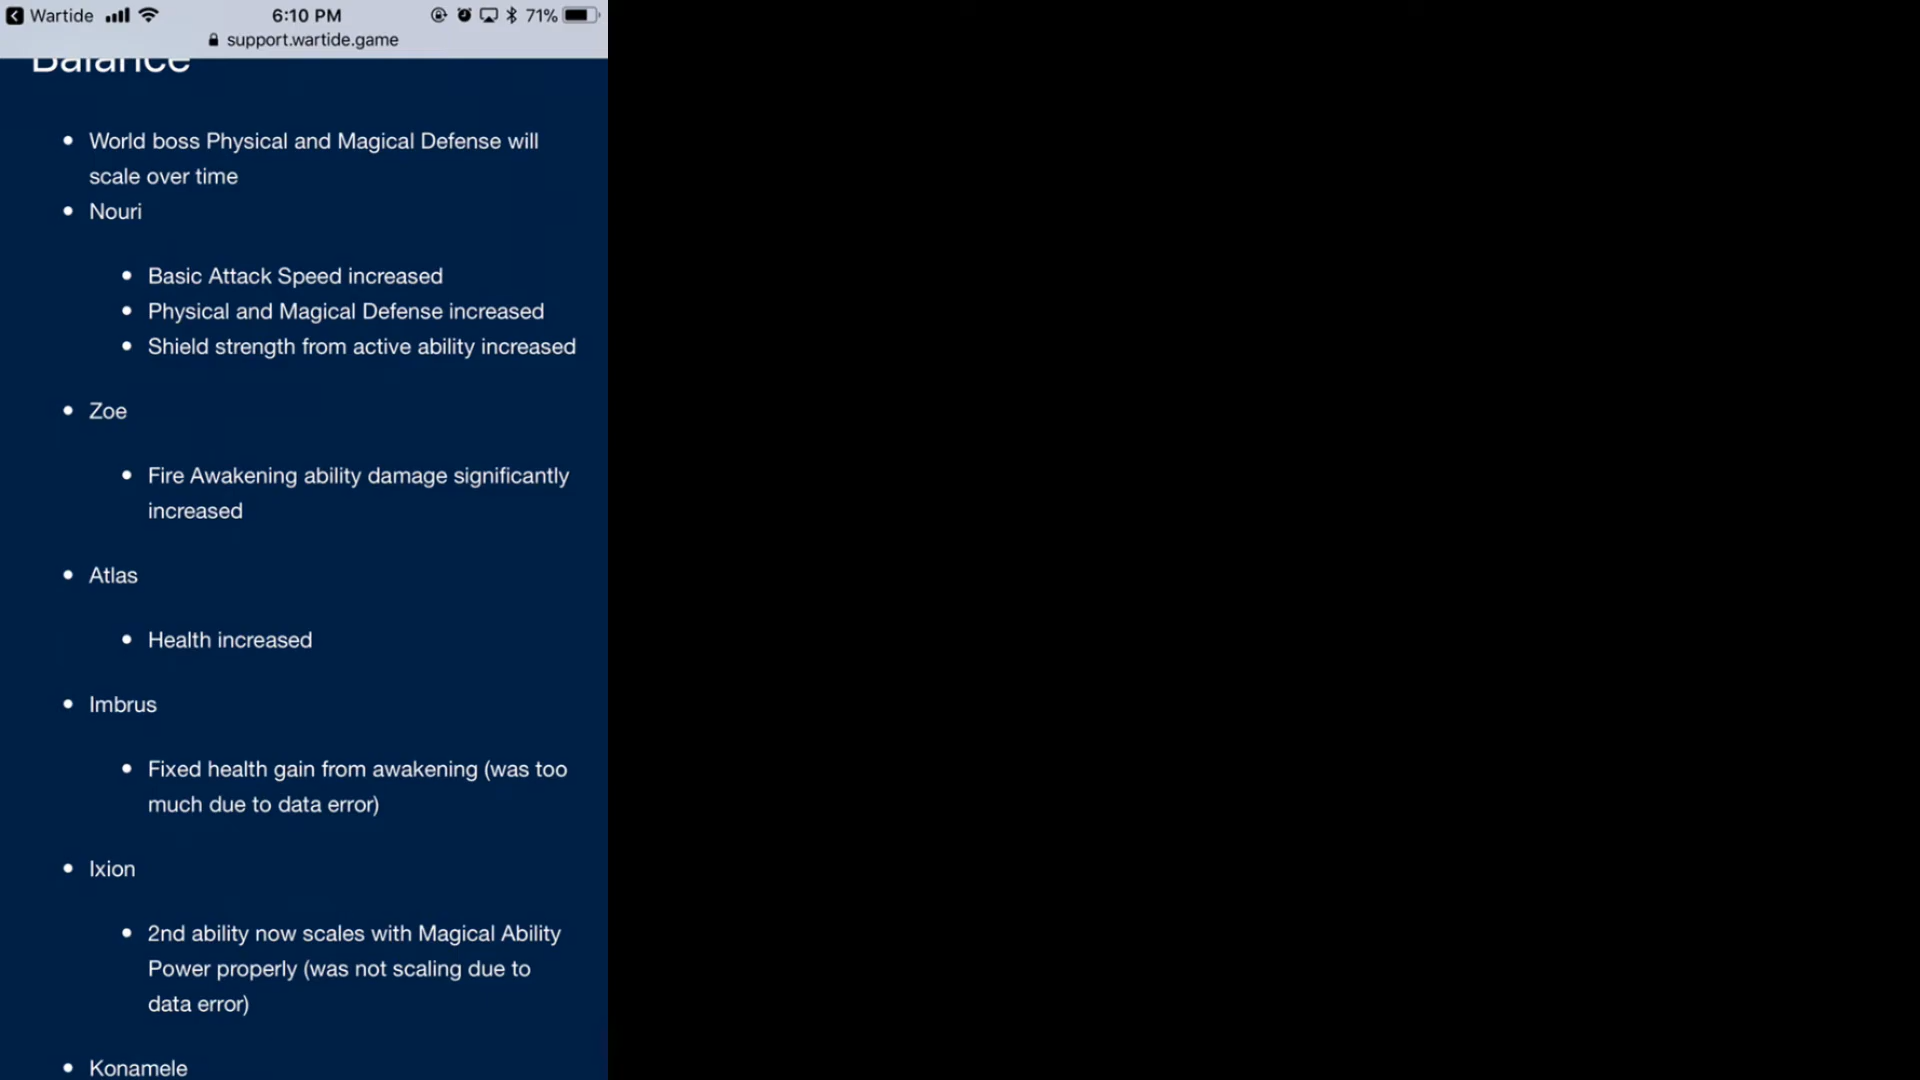 Wartide 6:10 PM 71%
support.wartide.game
Balance
• World boss Physical and Magical Defense will
scale over time
• Nouri
• Basic Attack Speed increased
• Physical and Magical Defense increased
• Shield strength from active ability increased
• Zoe
• Fire Awakening ability damage significantly
increased
• Atlas
• Health increased
• Imbrus
• Fixed health gain from awakening (was too
much due to data error)
• Ixion
• 2nd ability now scales with Magical Ability
Power properly (was not scaling due to
data error)
• Konamele